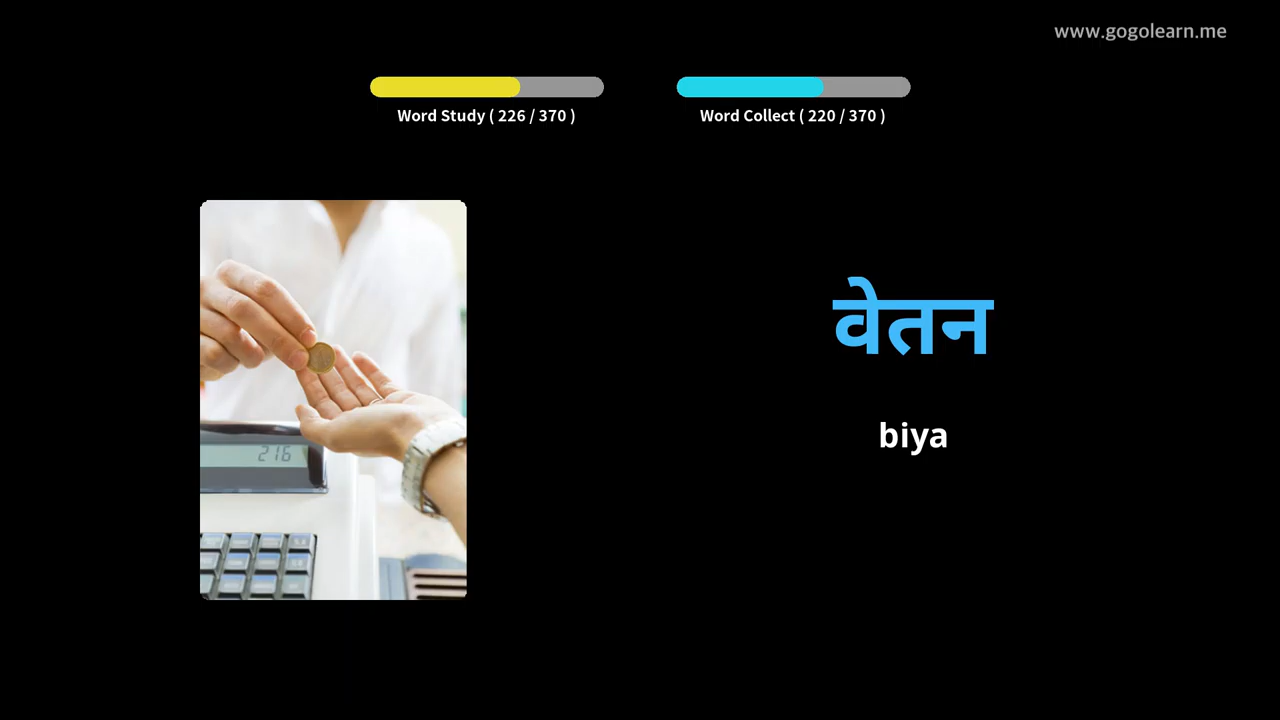 www.gogolearn.me
Word Study ( 226 / 370 )
Word Collect ( 220 / 370 )
वेतन
biya
216